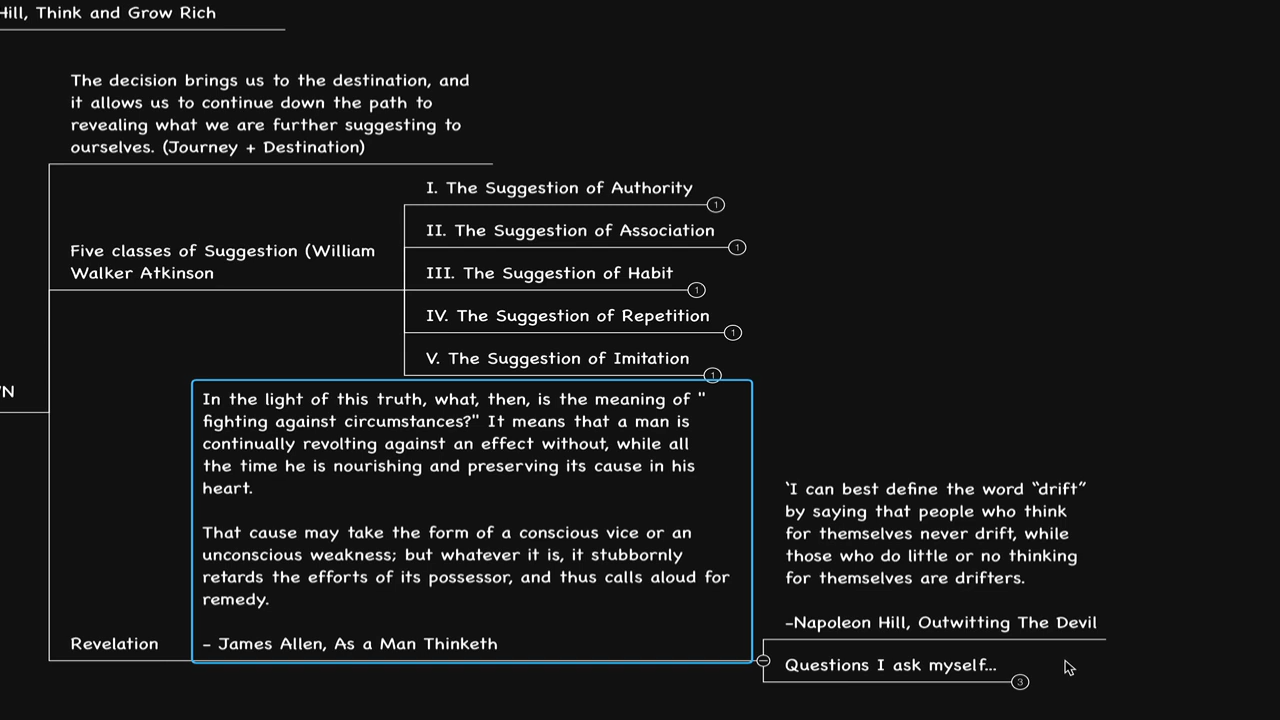 Hill, Think and Grow Rich
The decision brings us to the destination, and
it allows us to continue down the path to
revealing what we are further suggesting to
ourselves. (Journey + Destination)
I. The Suggestion of Authority
1
II. The Suggestion of Association
1
Five classes of Suggestion (William
Walker Atkinson
III. The Suggestion of Habit
1
IV. The Suggestion of Repetition
1
V. The Suggestion of Imitation
1
In the light of this truth, what, then, is the meaning of "
fighting against circumstances?" It means that a man is
continually revolting against an effect without, while all
the time he is nourishing and preserving its cause in his
heart.
That cause may take the form of a conscious vice or an
unconscious weakness; but whatever it is, it stubbornly
retards the efforts of its possessor, and thus calls aloud for
remedy.
– James Allen, As a Man Thinketh
Revelation
‘I can best define the word “drift”
by saying that people who think
for themselves never drift, while
those who do little or no thinking
for themselves are drifters.
–Napoleon Hill, Outwitting The Devil
Questions I ask myself...
3